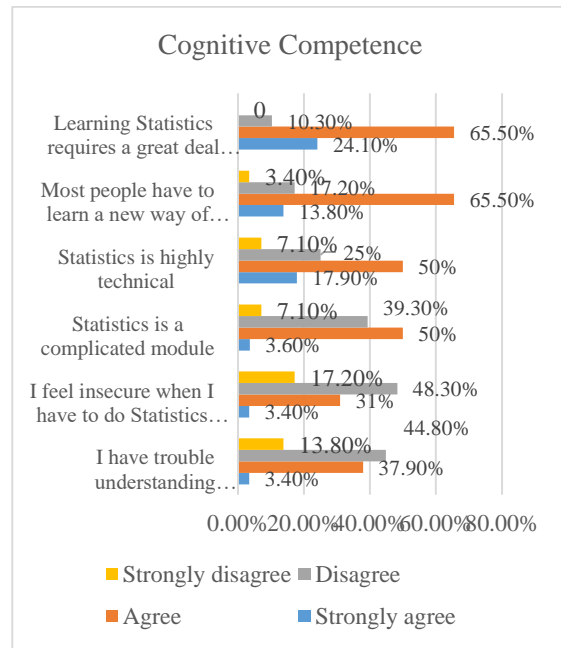 Cognitive Competence
Learning Statistics
requires a great deal…
0
10.30%
65.50%
24.10%
Most people have to
learn a new way of…
3.40%
17.20%
65.50%
13.80%
Statistics is highly
technical
7.10%
25%
50%
17.90%
Statistics is a
complicated module
7.10%
39.30%
50%
3.60%
I feel insecure when I
have to do Statistics…
17.20%
48.30%
31%
3.40%
I have trouble
understanding…
13.80%
44.80%
37.90%
3.40%
0.00% 20.00% 40.00% 60.00% 80.00%
Strongly disagree Disagree
Agree Strongly agree